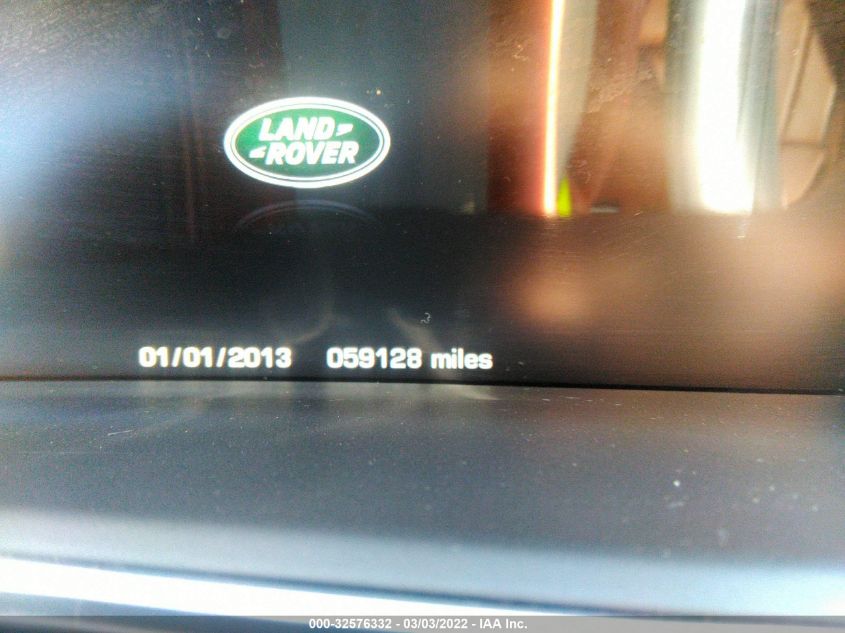 LAND
ROVER
01/01/2013 059128 miles
000-32576332 - 03/03/2022 - IAA Inc.